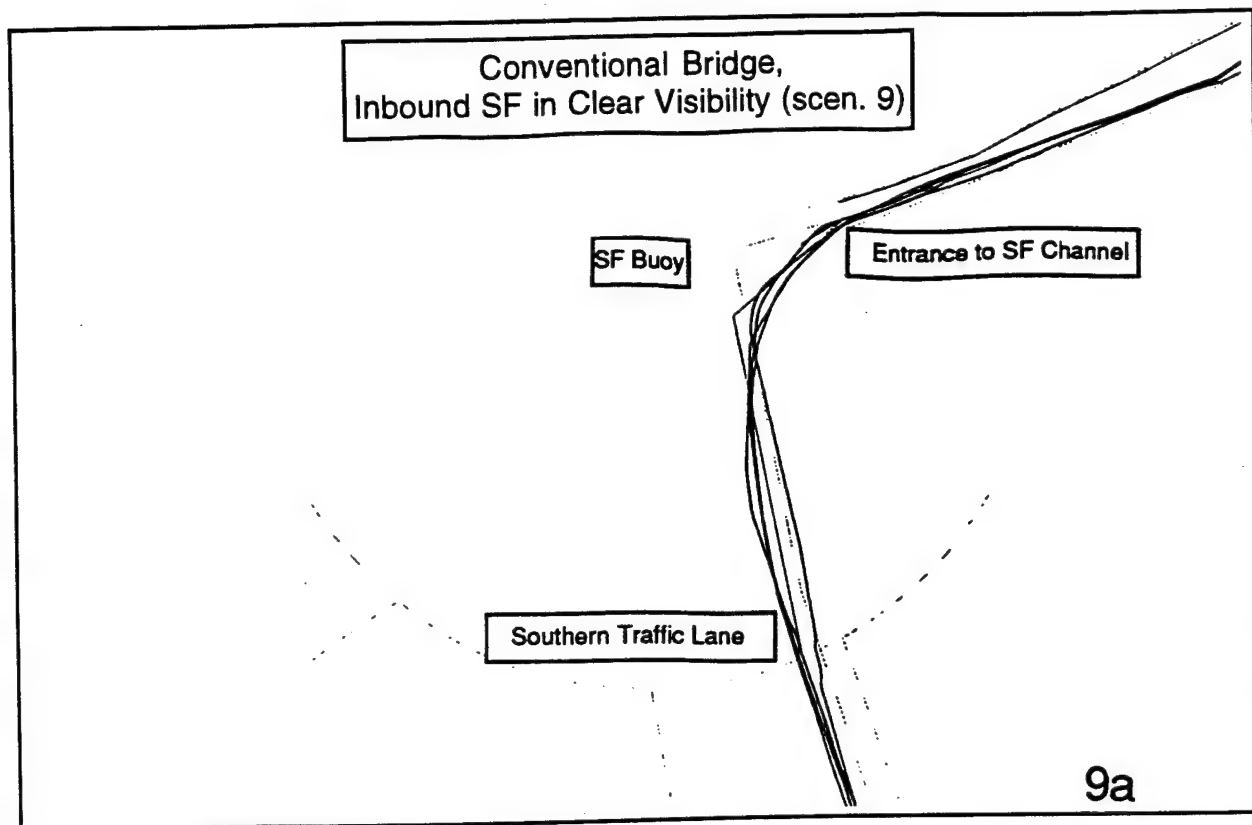 Conventional Bridge,
Inbound SF in Clear Visibility (scen. 9)
SF Buoy
Entrance to SF Channel
Southern Traffic Lane
9a